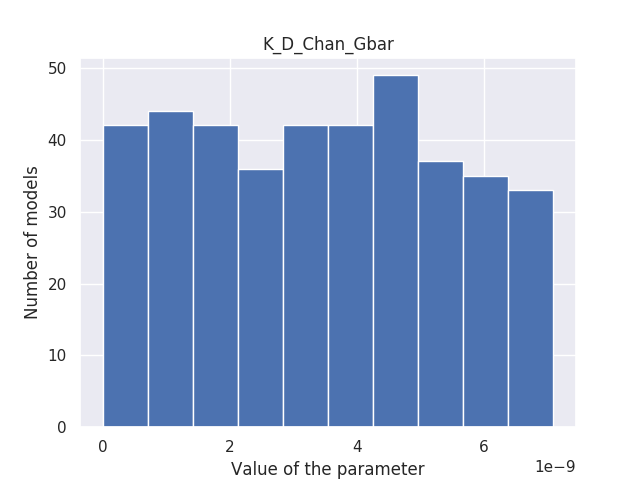 K_D_Chan_Gbar
50
40
30
20
10
0
Number of models
0 2 4 6
1e−9
Value of the parameter